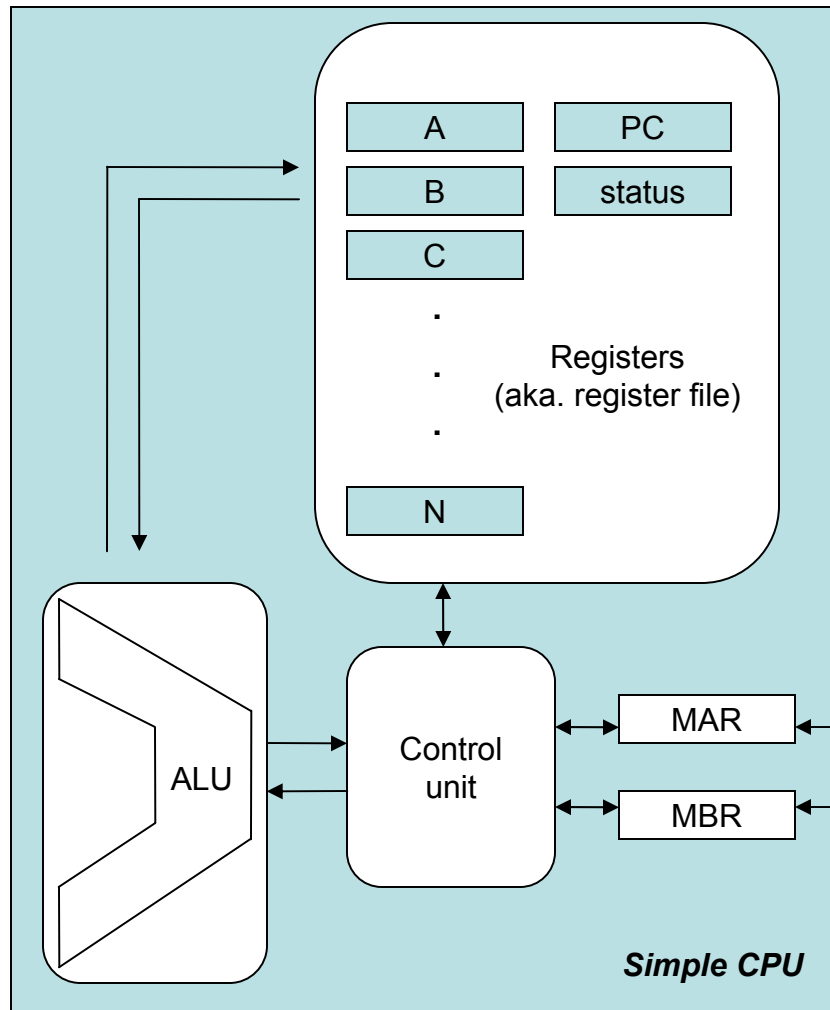 A
PC
B
status
C
.
.
.
Registers
(aka. register file)
N
ALU
Control
unit
MAR
MBR
Simple CPU